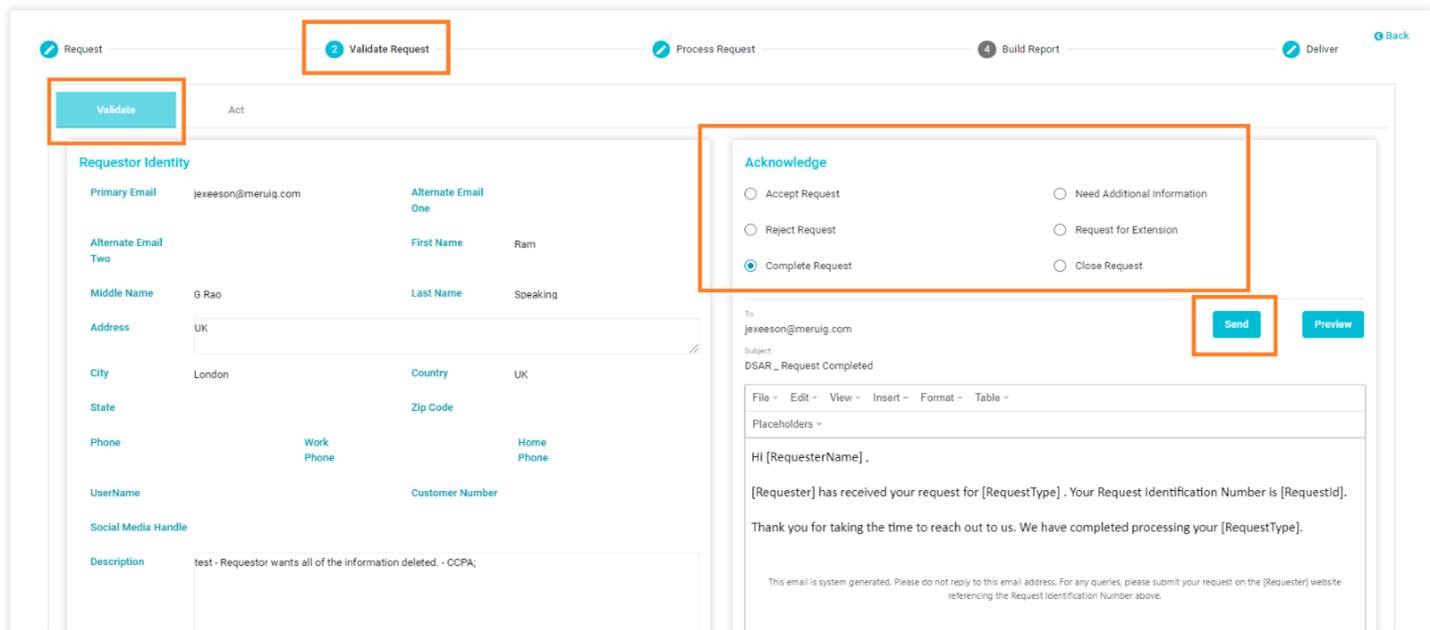 Request
2 Validate Request
Process Request
4 Build Report
Deliver
Back
Validate
Act
Requestor Identity
Primary Email jexeeson@meruig.com Alternate Email
One
Alternate Email
Two
First Name Ram
Middle Name G Rao Last Name Speaking
Address UK
City London Country UK
State Zip Code
Phone Work
Phone
Home
Phone
UserName Customer Number
Social Media Handle
Description test - Requestor wants all of the information deleted. - CCPA;
Acknowledge
Accept Request Need Additional Information
Reject Request Request for Extension
Complete Request Close Request
To
jexeeson@meruig.com
Send Preview
Subject
DSAR _ Request Completed
File Edit View Insert Format Table
Placeholders
Hi [RequesterName] ,
[Requester] has received your request for [RequestType] . Your Request Identification Number is [RequestId].
Thank you for taking the time to reach out to us. We have completed processing your [RequestType].
This email is system generated. Please do not reply to this email address. For any queries, please submit your request on the [Requester] website
referencing the Request Identification Number above.